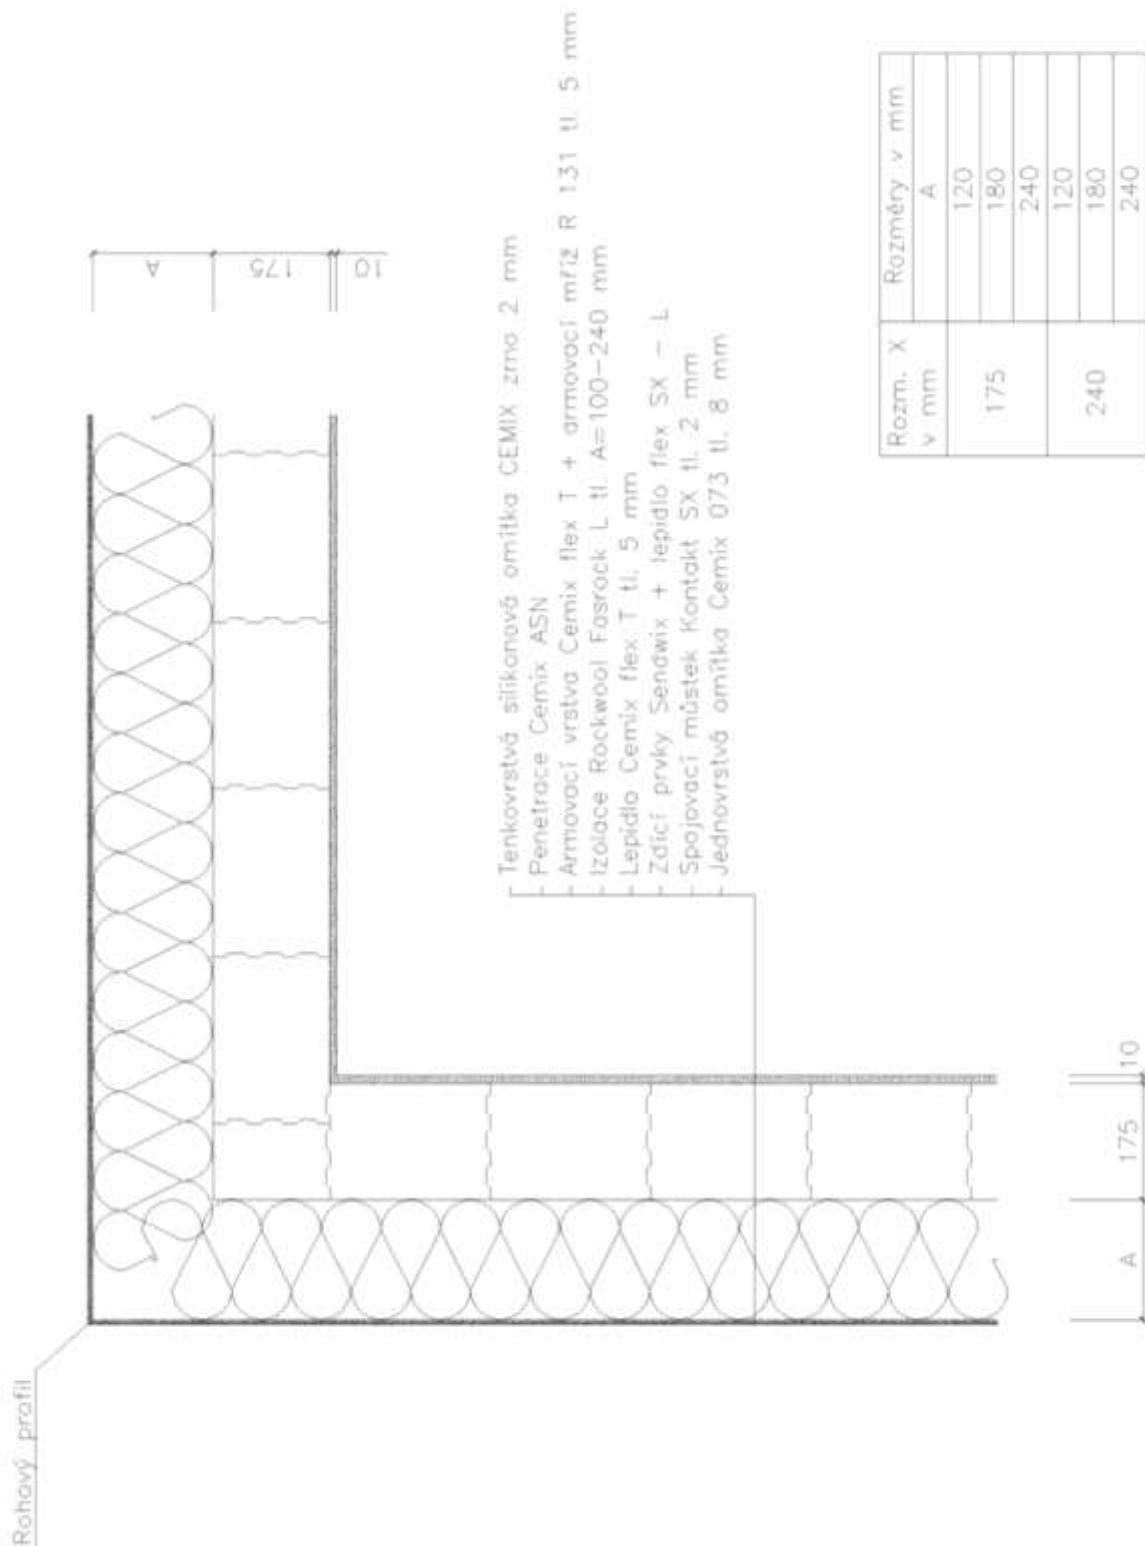 Rohový profil
Tenkovrstvá silikonová omítka CEMIX zrno 2 mm
Penetrace Cemix ASN
Armovací vrstva Cemix flex T + armovací mříž R 131 tl. 5 mm
Izolace Rockwool Fasrock L tl. A=100-240 mm
Lepidlo Cemix flex T tl. 5 mm
Zdící prvky Sendwix + lepidlo flex SX - L
Spojovací můstek Kontakt SX tl. 2 mm
Jednovrstvá omítka Cemix 073 tl. 8 mm
A
175
10
A
175
10
Rozm. X
v mm
Rozměry v mm
A
175
120
180
240
240
120
180
240